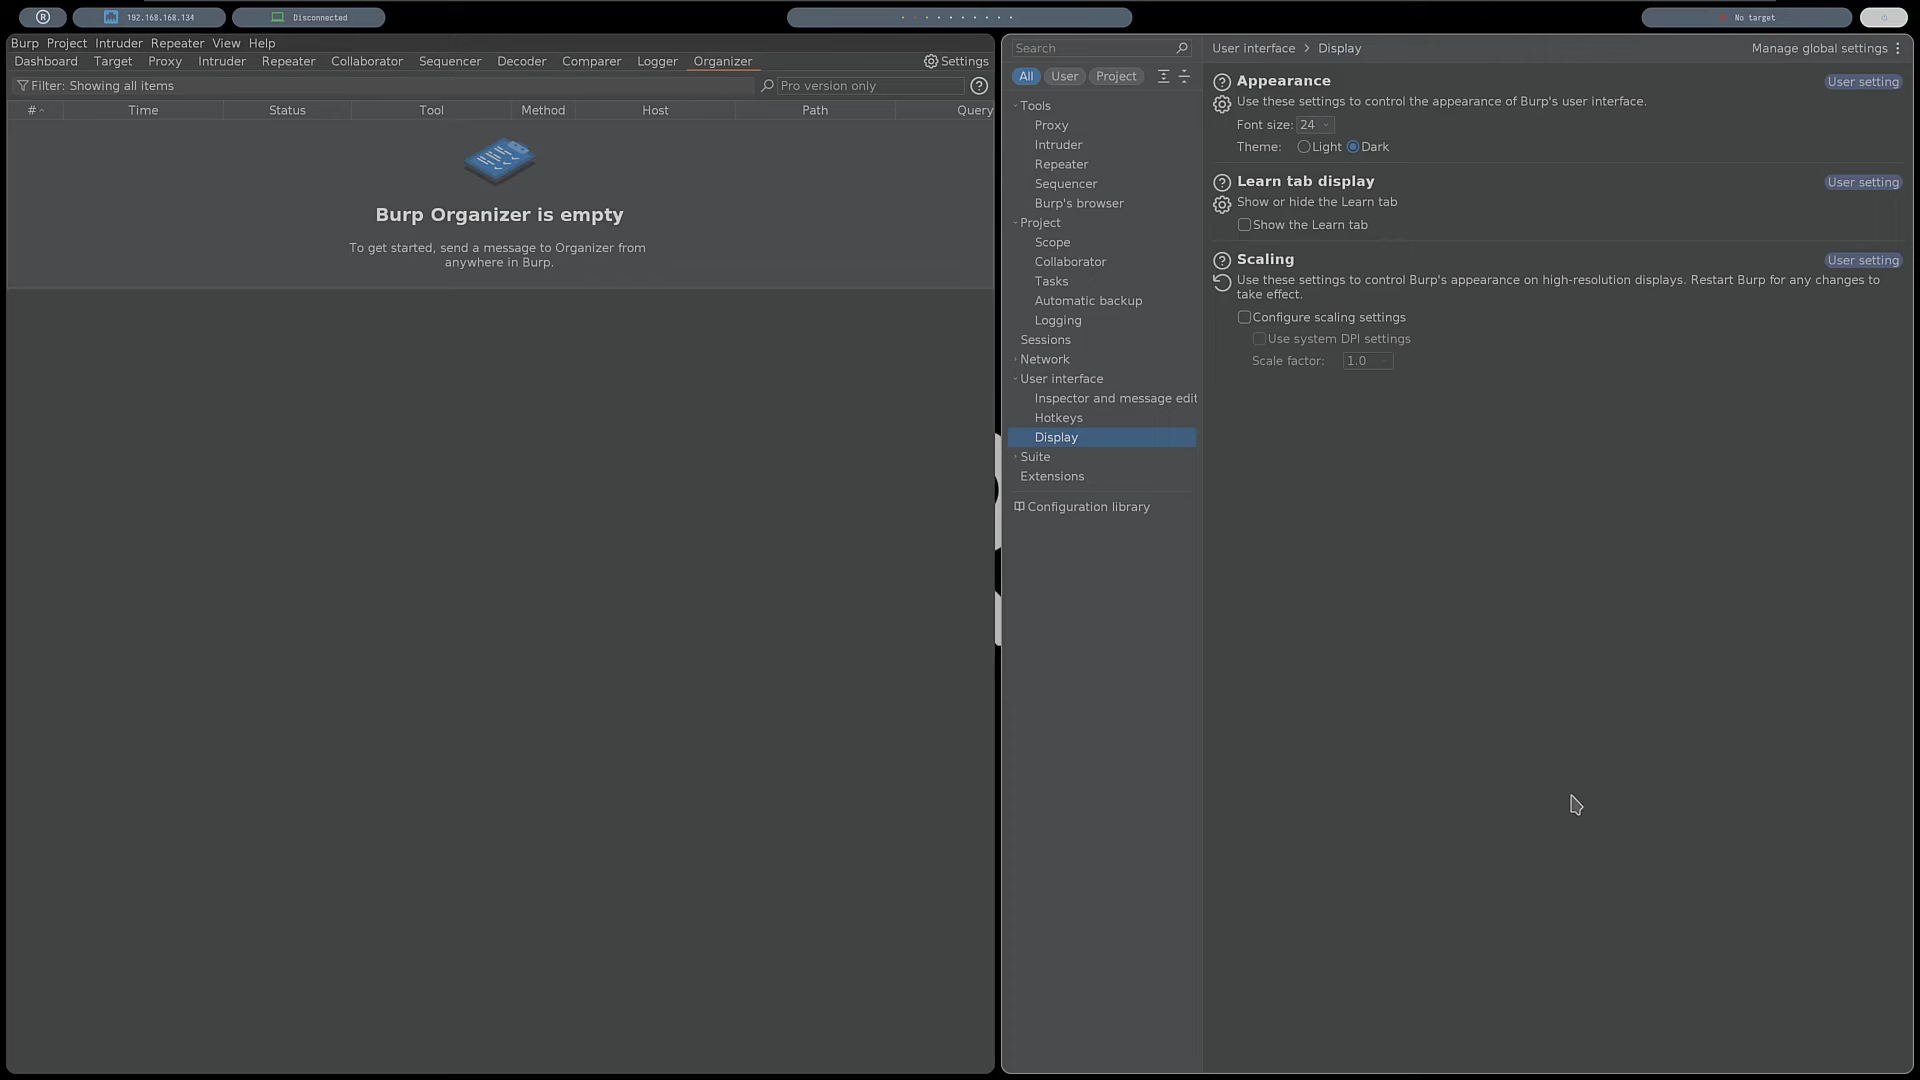 R 192.168.168.134 Disconnected No target
Burp Project Intruder Repeater View Help
Dashboard Target Proxy Intruder Repeater Collaborator Sequencer Decoder Comparer Logger Organizer Settings
Filter: Showing all items Pro version only
# Time Status Tool Method Host Path Query
Burp Organizer is empty
To get started, send a message to Organizer from
anywhere in Burp.
Search
All User Project
Tools
Proxy
Intruder
Repeater
Sequencer
Burp's browser
Project
Scope
Collaborator
Tasks
Automatic backup
Logging
Sessions
Network
User interface
Inspector and message edit
Hotkeys
Display
Suite
Extensions
Configuration library
User interface > Display Manage global settings
Appearance User setting
Use these settings to control the appearance of Burp's user interface.
Font size: 24
Theme: Light Dark
Learn tab display User setting
Show or hide the Learn tab
Show the Learn tab
Scaling User setting
Use these settings to control Burp's appearance on high-resolution displays. Restart Burp for any changes to
take effect.
Configure scaling settings
Use system DPI settings
Scale factor: 1.0